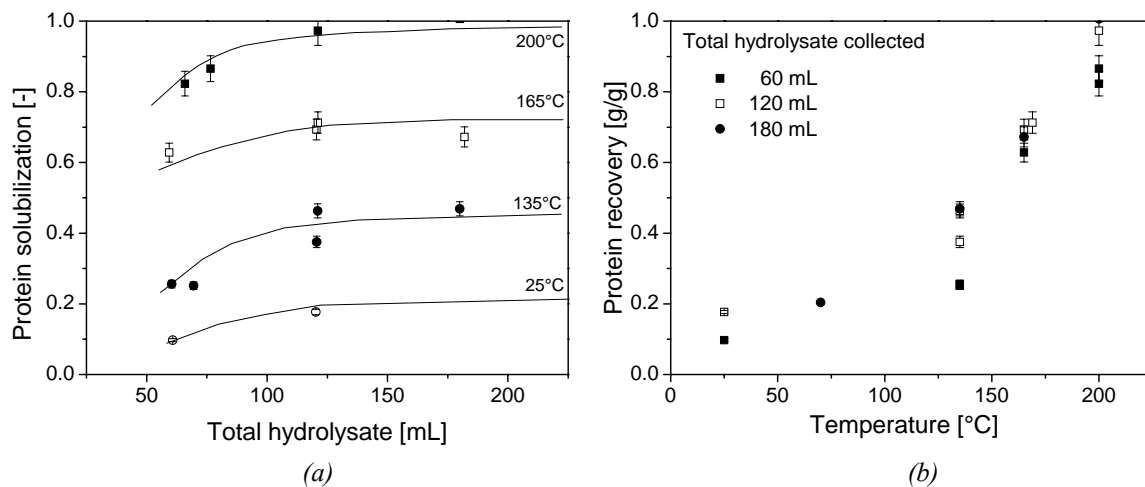 1.0
0.8
0.6
0.4
0.2
0.0
Protein solubilization [-]
200°C
165°C
135°C
25°C
50
100
150
200
Total hydrolysate [mL]
(a)
1.0
0.8
0.6
0.4
0.2
0.0
Protein recovery [g/g]
Total hydrolysate collected
60 mL
120 mL
180 mL
0
50
100
150
200
Temperature [°C]
(b)